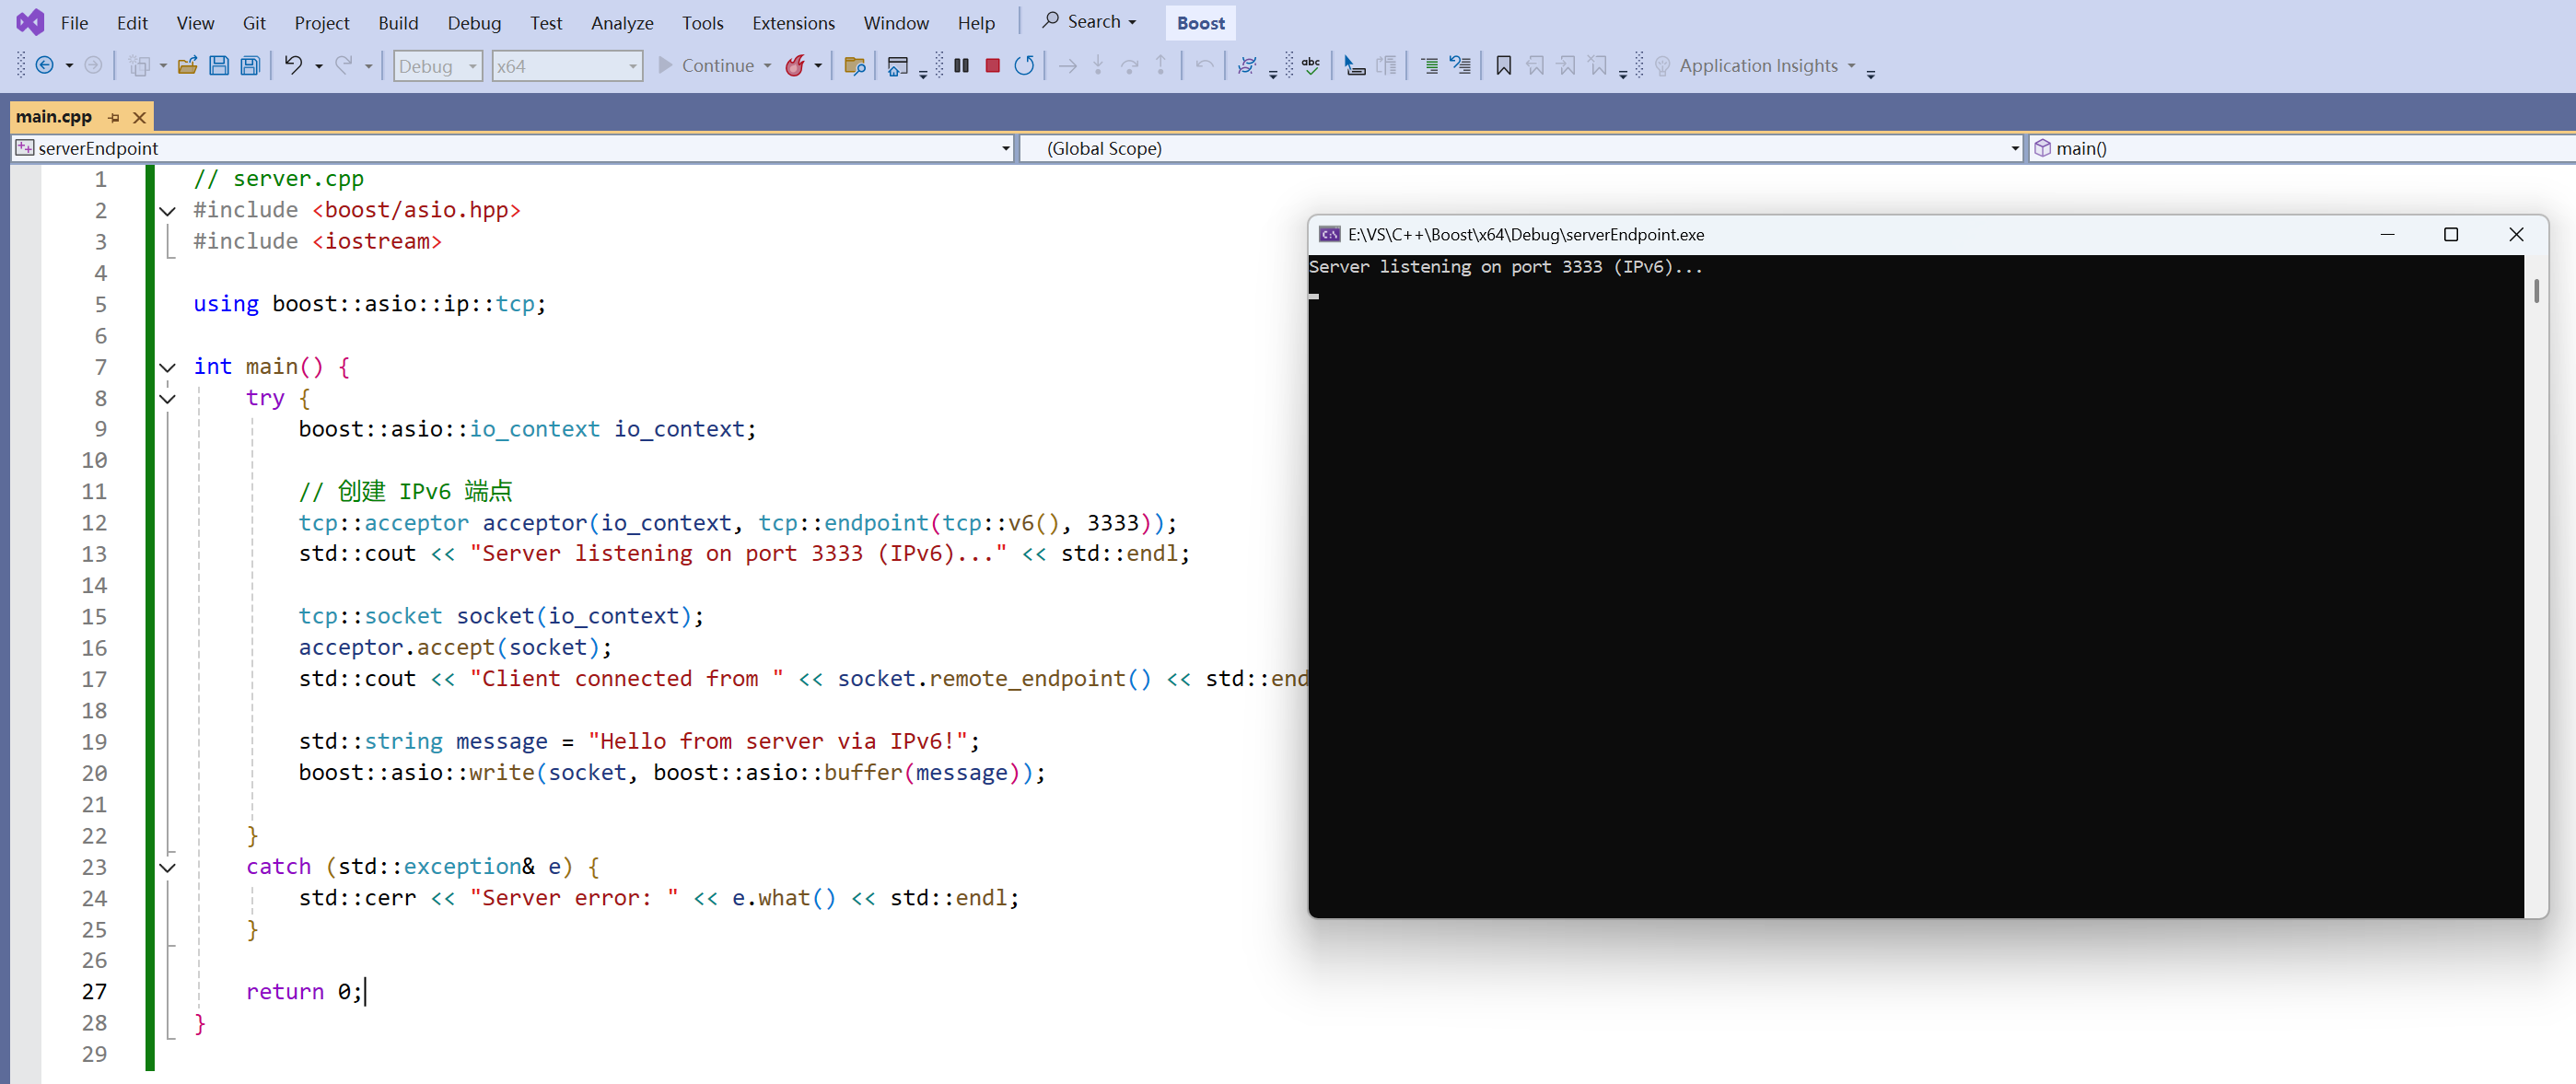 File Edit View Git Project Build Debug Test Analyze Tools Extensions Window Help Search Boost
Debug x64 Continue Application Insights
main.cpp
serverEndpoint (Global Scope) main()
1 // server.cpp
2 #include <boost/asio.hpp>
3 #include <iostream>
4
5 using boost::asio::ip::tcp;
6
7 int main() {
8 try {
9 boost::asio::io_context io_context;
10
11 // 创建 IPv6 端点
12 tcp::acceptor acceptor(io_context, tcp::endpoint(tcp::v6(), 3333));
13 std::cout << "Server listening on port 3333 (IPv6)..." << std::endl;
14
15 tcp::socket socket(io_context);
16 acceptor.accept(socket);
17 std::cout << "Client connected from " << socket.remote_endpoint() << std::end
18
19 std::string message = "Hello from server via IPv6!";
20 boost::asio::write(socket, boost::asio::buffer(message));
21
22 }
23 catch (std::exception& e) {
24 std::cerr << "Server error: " << e.what() << std::endl;
25 }
26
27 return 0;
28 }
29
E:\VS\C++\Boost\x64\Debug\serverEndpoint.exe
Server listening on port 3333 (IPv6)...